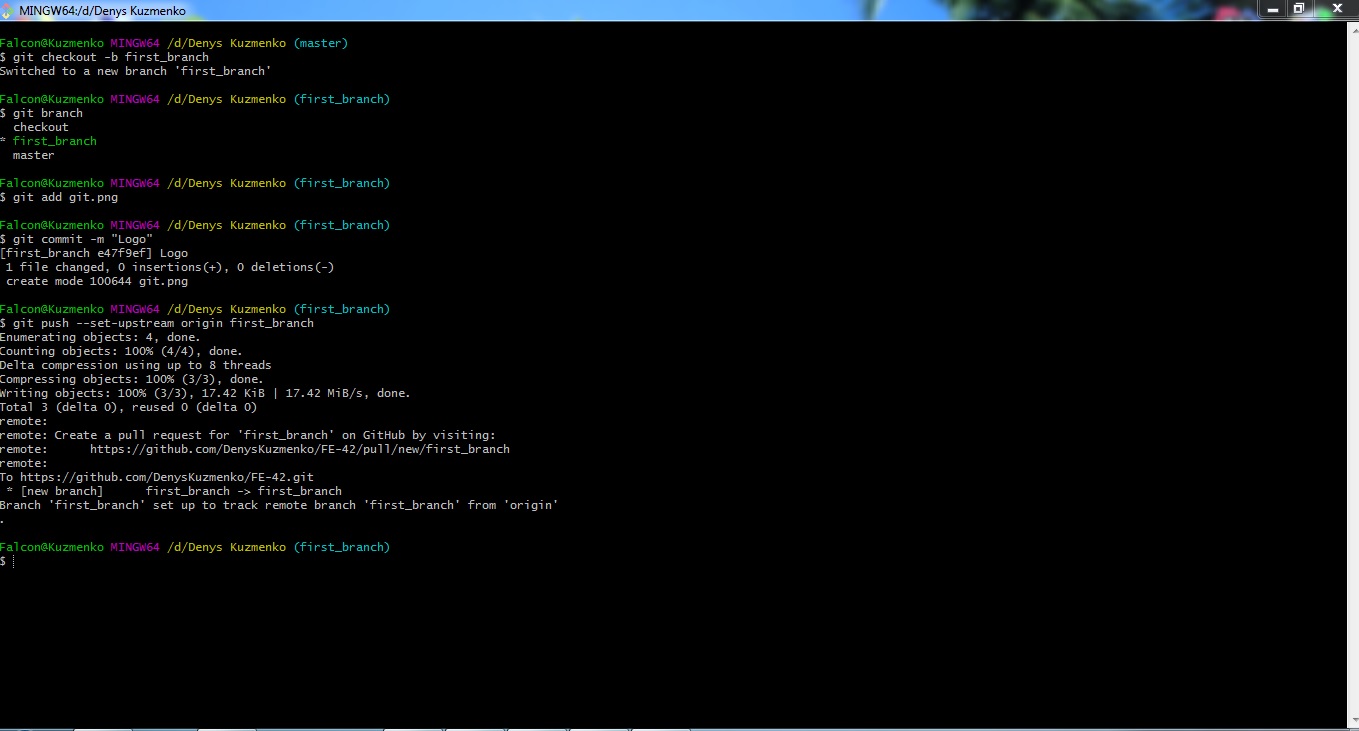 MINGW64:/d/Denys Kuzmenko
Falcon@Kuzmenko MINGW64 /d/Denys Kuzmenko (master)
$ git checkout -b first_branch
Switched to a new branch 'first_branch'
Falcon@Kuzmenko MINGW64 /d/Denys Kuzmenko (first_branch)
$ git branch
  checkout
* first_branch
  master
Falcon@Kuzmenko MINGW64 /d/Denys Kuzmenko (first_branch)
$ git add git.png
Falcon@Kuzmenko MINGW64 /d/Denys Kuzmenko (first_branch)
$ git commit -m "Logo"
[first_branch e47f9ef] Logo
 1 file changed, 0 insertions(+), 0 deletions(-)
 create mode 100644 git.png
Falcon@Kuzmenko MINGW64 /d/Denys Kuzmenko (first_branch)
$ git push --set-upstream origin first_branch
Enumerating objects: 4, done.
Counting objects: 100% (4/4), done.
Delta compression using up to 8 threads
Compressing objects: 100% (3/3), done.
Writing objects: 100% (3/3), 17.42 KiB | 17.42 MiB/s, done.
Total 3 (delta 0), reused 0 (delta 0)
remote:
remote: Create a pull request for 'first_branch' on GitHub by visiting:
remote:      https://github.com/DenysKuzmenko/FE-42/pull/new/first_branch
remote:
To https://github.com/DenysKuzmenko/FE-42.git
 * [new branch]      first_branch -> first_branch
Branch 'first_branch' set up to track remote branch 'first_branch' from 'origin'
.
Falcon@Kuzmenko MINGW64 /d/Denys Kuzmenko (first_branch)
$